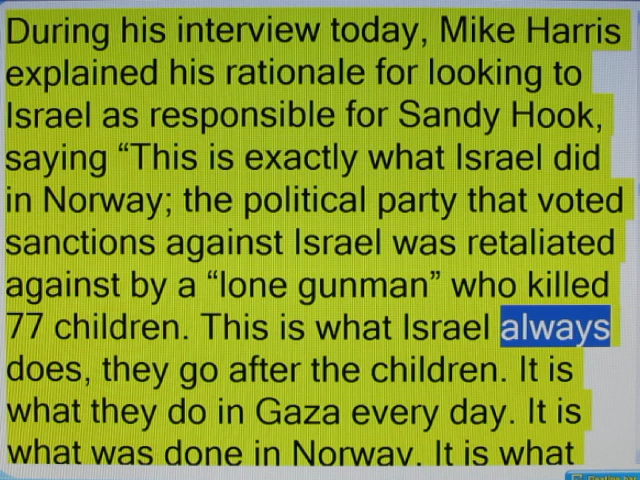 During his interview today, Mike Harris
explained his rationale for looking to
Israel as responsible for Sandy Hook,
saying “This is exactly what Israel did
in Norway; the political party that voted
sanctions against Israel was retaliated
against by a “lone gunman” who killed
77 children. This is what Israel always
does, they go after the children. It is
what they do in Gaza every day. It is
what was done in Norway. It is what